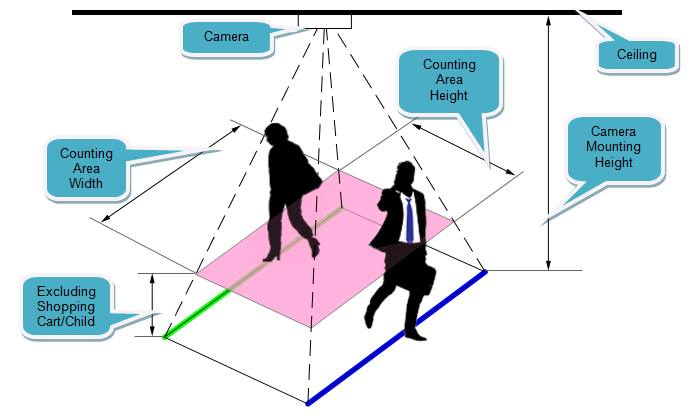 Camera
Ceiling
Counting
Area
Height
Counting
Area
Width
Camera
Mounting
Height
Excluding
Shopping
Cart/Child